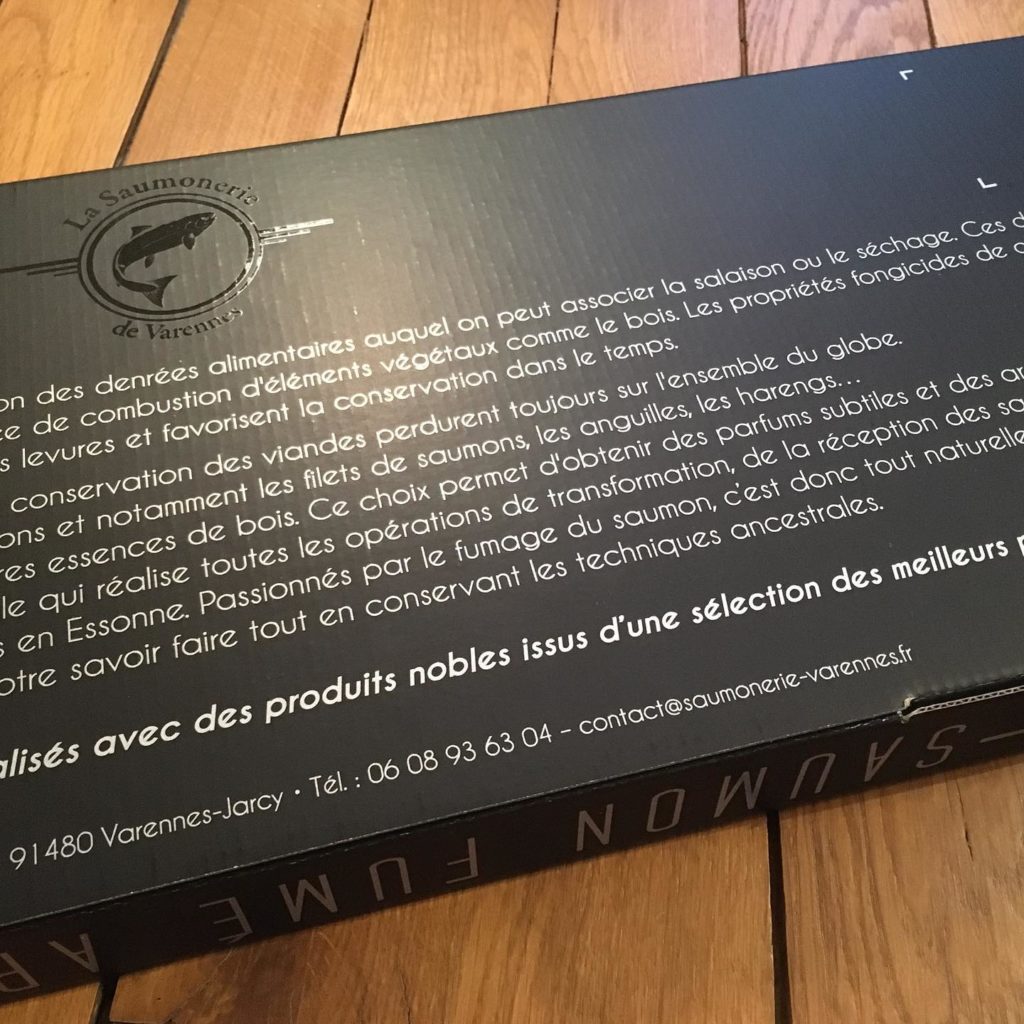 La Saumonerie
de Varennes
des denrées alimentaires auquel on peut associer la salaison ou le séchage. Ces
de combustion d'éléments végétaux comme le bois. Les propriétés fongicides de
levures et favorisent la conservation dans le temps.
conservation des viandes perdurent toujours sur l'ensemble du globe.
ons et notamment les filets de saumons, les anguilles, les harengs...
res essences de bois. Ce choix permet d'obtenir des parfums subtiles et des
le qui réalise toutes les opérations de transformation, de la réception des
en Essonne. Passionnés par le fumage du saumon, c'est donc tout naturelle
otre savoir faire tout en conservant les techniques ancestrales.
alisés avec des produits nobles issus d'une sélection des meilleurs
91480 Varennes-Jarcy • Tél. : 06 08 93 63 04 – contact@saumonerie-varennes.fr
SAUMON FUMÉ AR